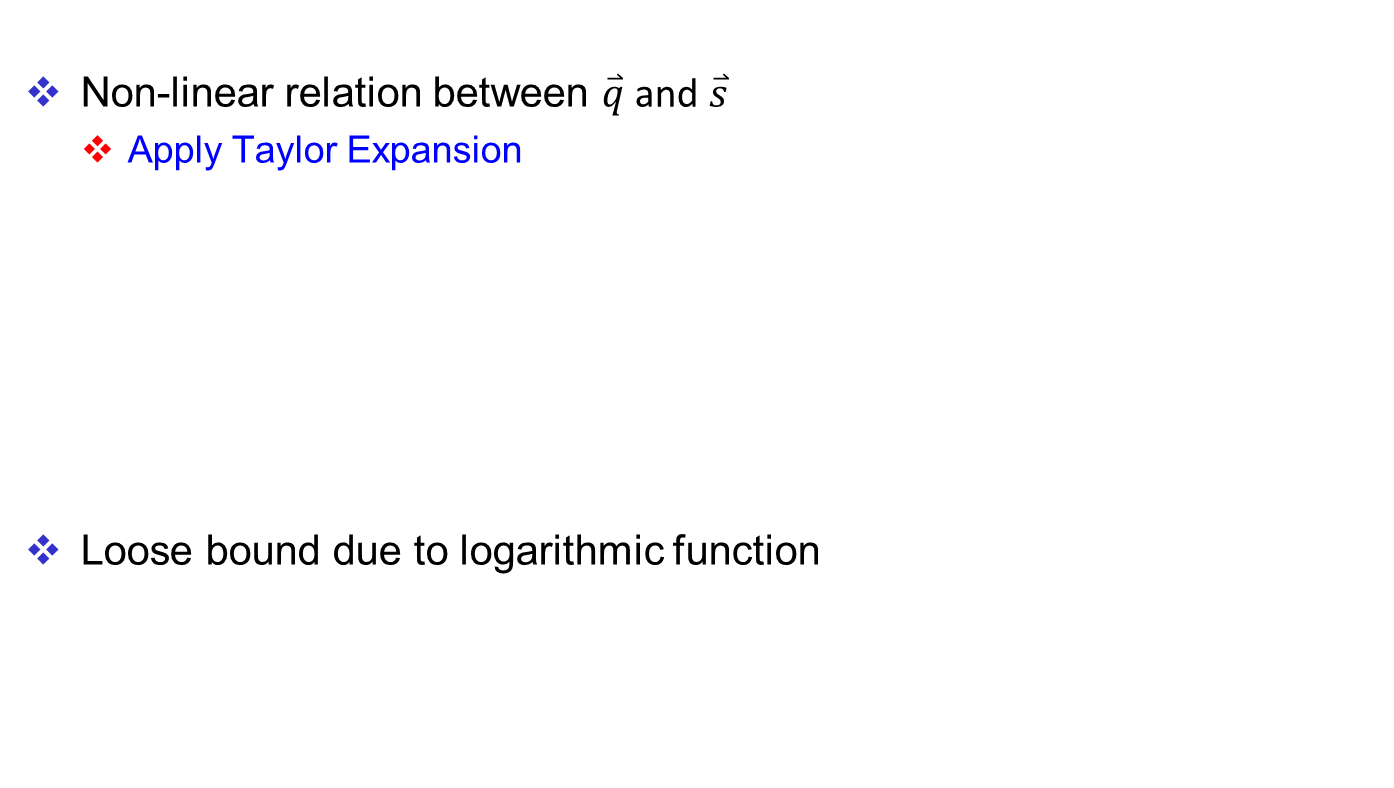 ❖ Non-linear relation between q⃗ and s⃗
❖ Apply Taylor Expansion
❖ Loose bound due to logarithmic function